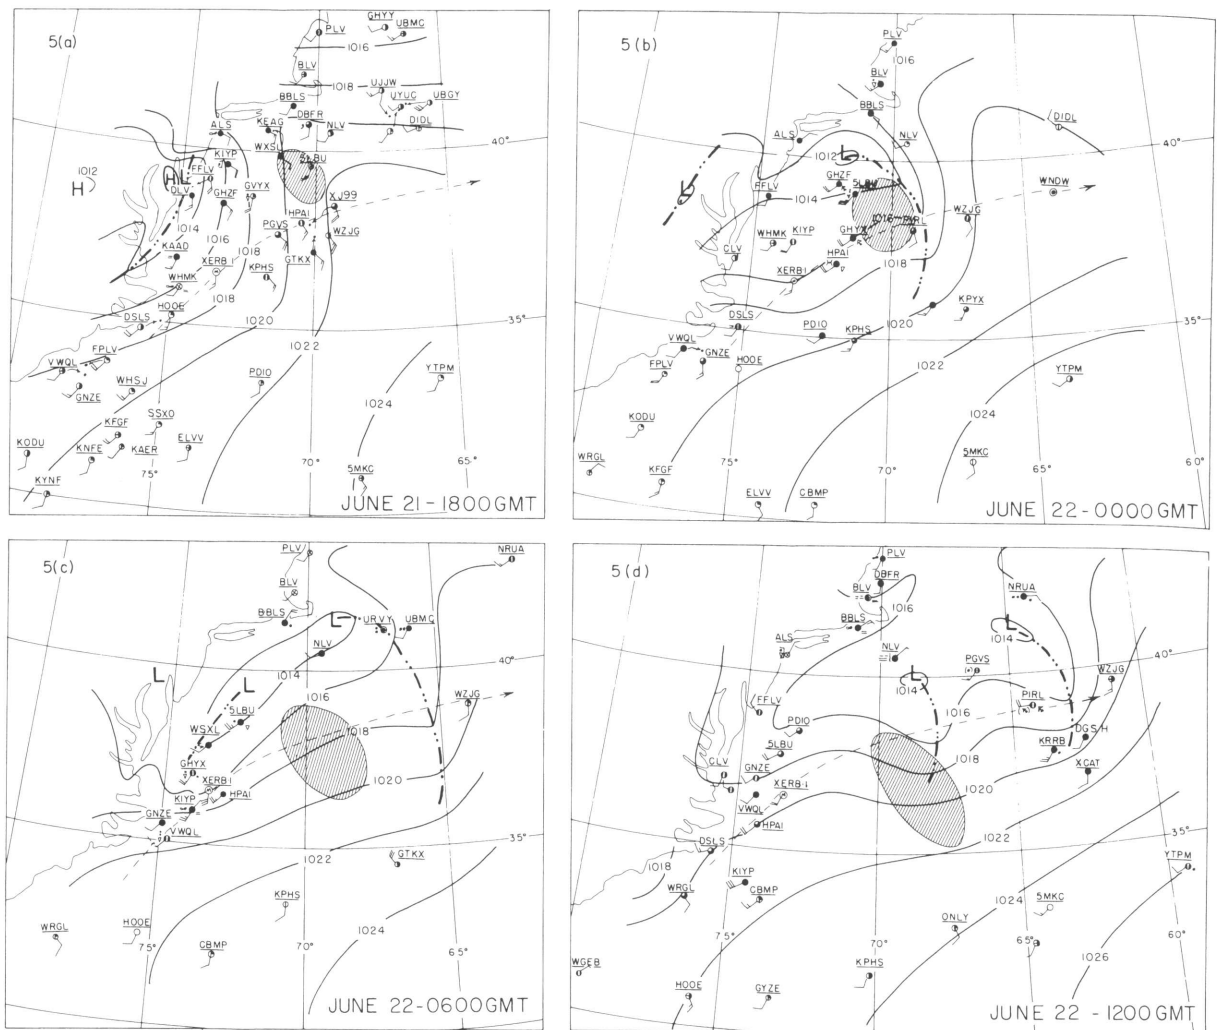 5(a)
PLV
GHYY
UBMC
1016
BLV
1018
BBLS
UJJW
UYUC
UBGY
ALS
KEAG
DBFR
NLV
DIDL
40°
WXSL
5LBU
1012
H
H
L
FFLV
KIYP
DLV
GHZF
GVYX
XJ99
1014
1016
HPAI
PGVS
WZJG
KAAD
1018
GTKX
XERB 1
KPHS
WHMK
1018
HOOE
1020
35°
DSLS
1022
FPLV
VWQL
GNZE
WHSJ
PDIO
YTPM
1024
SSXO
KFGF
KODU
KNFE
KAER
ELVV
75°
70°
65°
5MKC
KYNF
JUNE 21-1800GMT
5(b)
PLV
1016
BLV
BBLS
DIDL
ALS
NLV
40°
1012
L
L
GHZF
FFLV
1014
WNDW
PIRL
WZJG
WHMK
KIYP
GHYX
CLV
HPAI
1018
XERB-1
KPYX
DSLS
PDIO
KPHS
1020
35°
VWQL
GNZE
FPLV
HOOE
1022
YTPM
1024
KODU
WRGL
KFGF
5MKC
75°
70°
65°
60°
ELVV
CBMP
JUNE 22-0000GMT
5(c)
PLV
NRUA
BLV
BBLS
L
URVY
UBMC
NLV
40°
L
L
1014
1016
WZJG
5LBU
WSXL
1018
GHYX
XERB-1
1020
KIYP
HPAI
GNZE
VWQL
35°
1022
GTKX
KPHS
WRGL
HOOE
1024
CBMP
75°
70°
65°
JUNE 22-0600GMT
5(d)
PLV
DBFR
BLV
1016
NRUA
BBLS
L
1014
ALS
NLV
PGVS
40°
L
WZJG
1014
FFLV
1016
PIRL
PDIO
DGSH
5LBU
1018
KRRB
CLV
GNZE
XERB-1
XCAT
VWQL
1020
HPAI
1022
35°
DSLS
1018
YTPM
KIYP
WRGL
CBMP
1024
5MKC
ONLY
75°
70°
65°
60°
1026
WGEB
KPHS
HOOE
GYZE
JUNE 22 -1200GMT